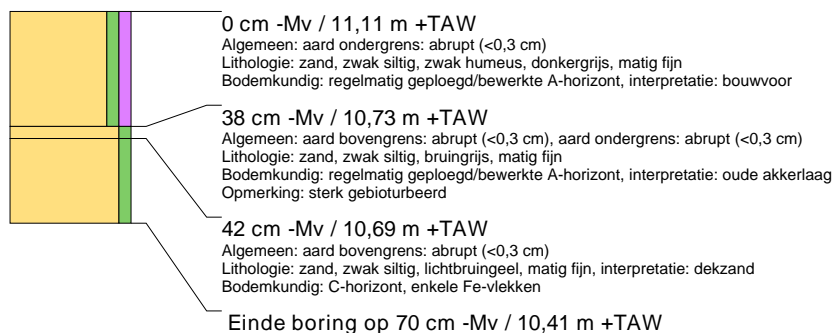 0 cm -Mv / 11,11 m +TAW
Algemeen: aard ondergrens: abrupt (<0,3 cm)
Lithologie: zand, zwak siltig, zwak humeus, donkergrijs, matig fijn
Bodemkundig: regelmatig geploegd/bewerkte A-horizont, interpretatie: bouwvoor
38 cm -Mv / 10,73 m +TAW
Algemeen: aard bovengrens: abrupt (<0,3 cm), aard ondergrens: abrupt (<0,3 cm)
Lithologie: zand, zwak siltig, bruingrijs, matig fijn
Bodemkundig: regelmatig geploegd/bewerkte A-horizont, interpretatie: oude akkerlaag
Opmerking: sterk gebioturbeerd
42 cm -Mv / 10,69 m +TAW
Algemeen: aard bovengrens: abrupt (<0,3 cm)
Lithologie: zand, zwak siltig, lichtbruingeel, matig fijn, interpretatie: dekzand
Bodemkundig: C-horizont, enkele Fe-vlekken
Einde boring op 70 cm -Mv / 10,41 m +TAW